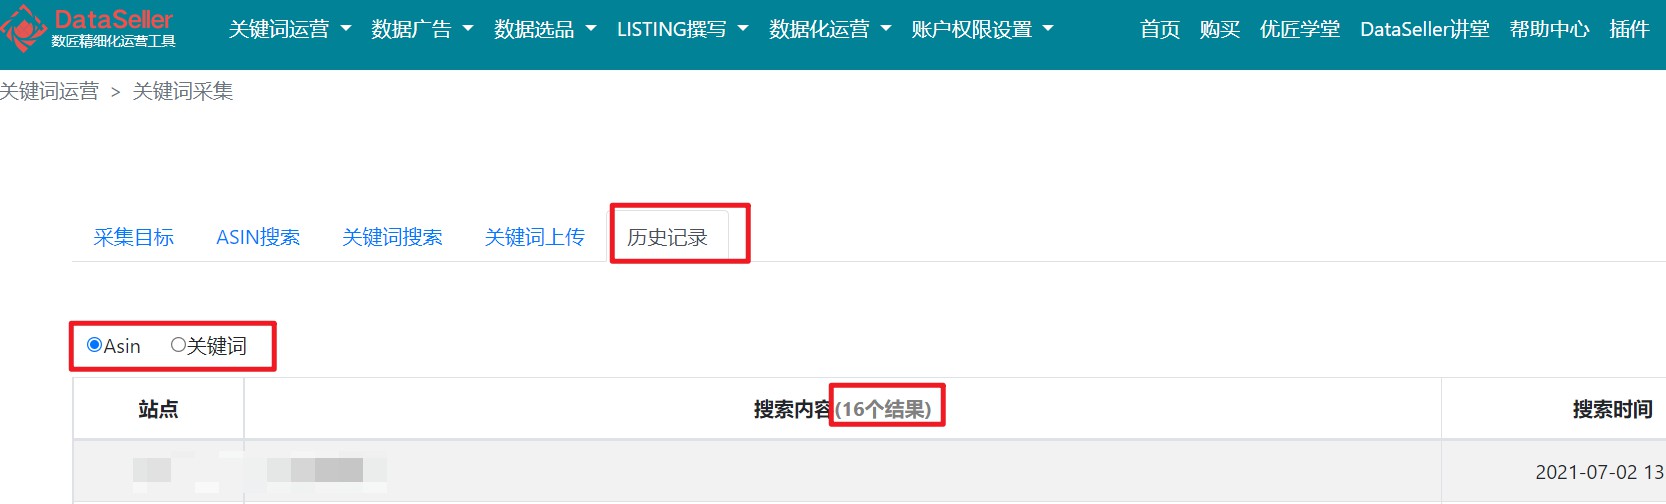 DataSeller
数匠精细化运营工具
关键词运营 数据广告 数据选品 LISTING撰写 数据化运营 账户权限设置 首页 购买 优匠学堂 DataSeller讲堂 帮助中心 插件
关键词运营 > 关键词采集
采集目标 ASIN搜索 关键词搜索 关键词上传 历史记录
Asin 关键词
站点 搜索内容(16个结果) 搜索时间
2021-07-02 13